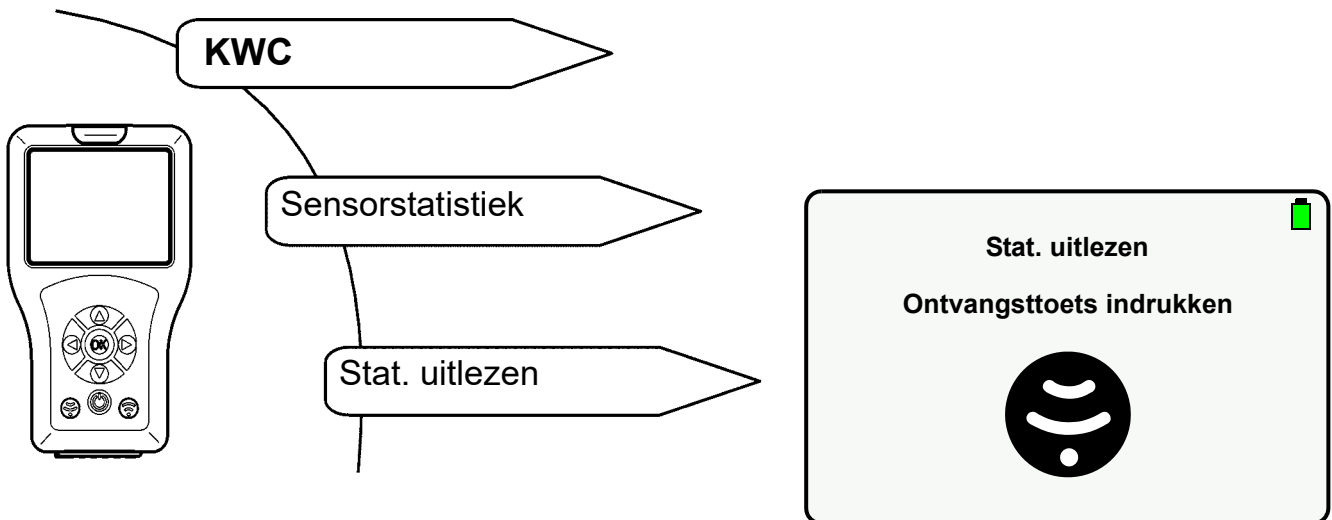 KWC
Sensorstatistiek
Stat. uitlezen
OK
Stat. uitlezen
Ontvangsttoets indrukken